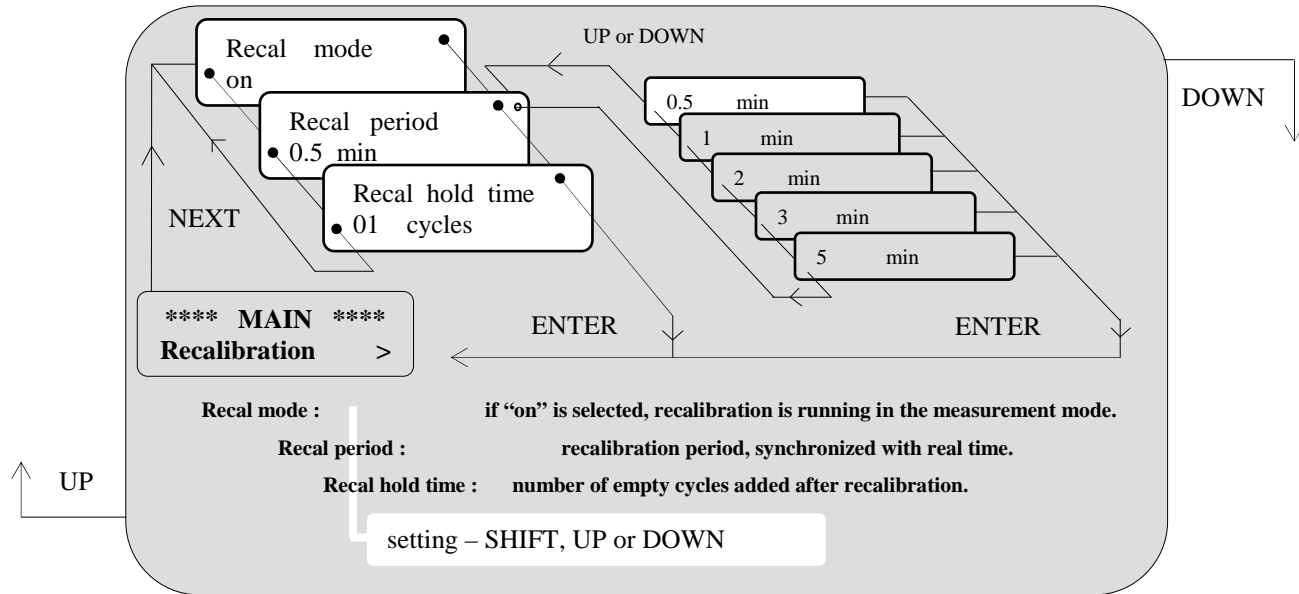 Recal mode
on
Recal period
0.5 min
Recal hold time
01 cycles
UP or DOWN
0.5 min
1 min
2 min
3 min
5 min
DOWN
NEXT
ENTER
ENTER
**** MAIN ****
Recalibration >
Recal mode : if “on” is selected, recalibration is running in the measurement mode.
Recal period : recalibration period, synchronized with real time.
Recal hold time : number of empty cycles added after recalibration.
UP
setting – SHIFT, UP or DOWN